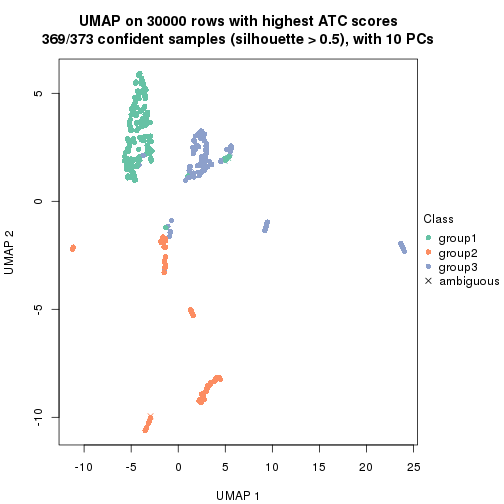 UMAP on 30000 rows with highest ATC scores
369/373 confident samples (silhouette > 0.5), with 10 PCs
5
0
-5
-10
UMAP 2
-10 -5 0 5 10 15 20 25
UMAP 1
Class
group1
group2
group3
ambiguous